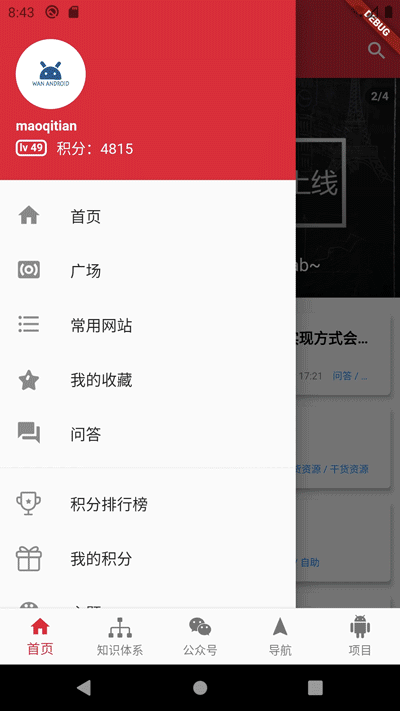 8:43
DEBUG
WAN ANDROID
maoqitian
lv 49 积分：4815
2/4
上线
ab~
首页
广场
常用网站
实现方式会...
我的收藏
17:21 问答 / ..
问答
资源 / 干货资源
积分排行榜
我的积分
/ 自助
首页
知识体系
公众号
导航
项目